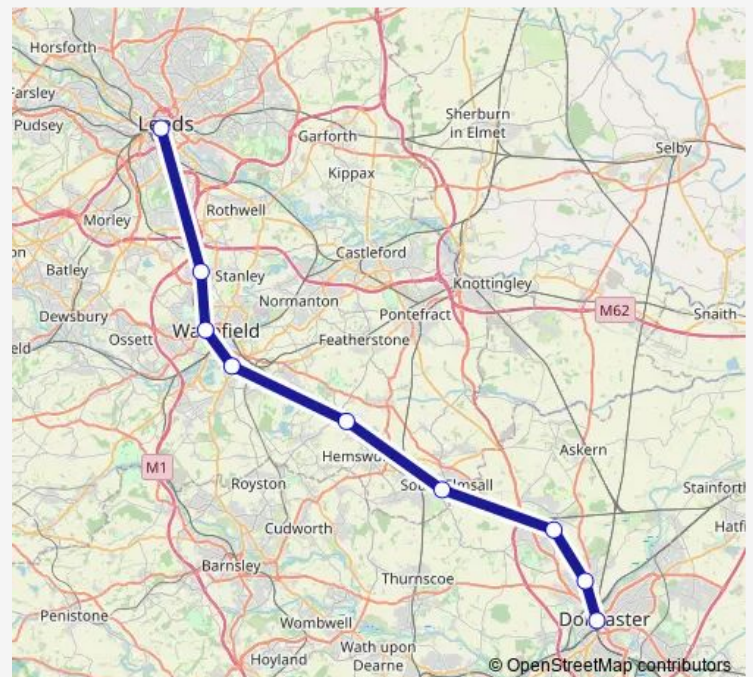 Horsforth
Farsley
Pudsey
Leeds
Garforth
Sherburn
in Elmet
Selby
Kippax
Morley
Rothwell
Castleford
Batley
Stanley
Normanton
Knottingley
M62
Snaith
Dewsbury
Ossett
Wakefield
Pontefract
Featherstone
M1
Hemsw
Askern
Royston
South Elmsall
Stainforth
Cudworth
Hatfi
Barnsley
Thurnscoe
Penistone
Wombwell
Doncaster
Wath upon
Dearne
Hoyland
© OpenStreetMap contributors